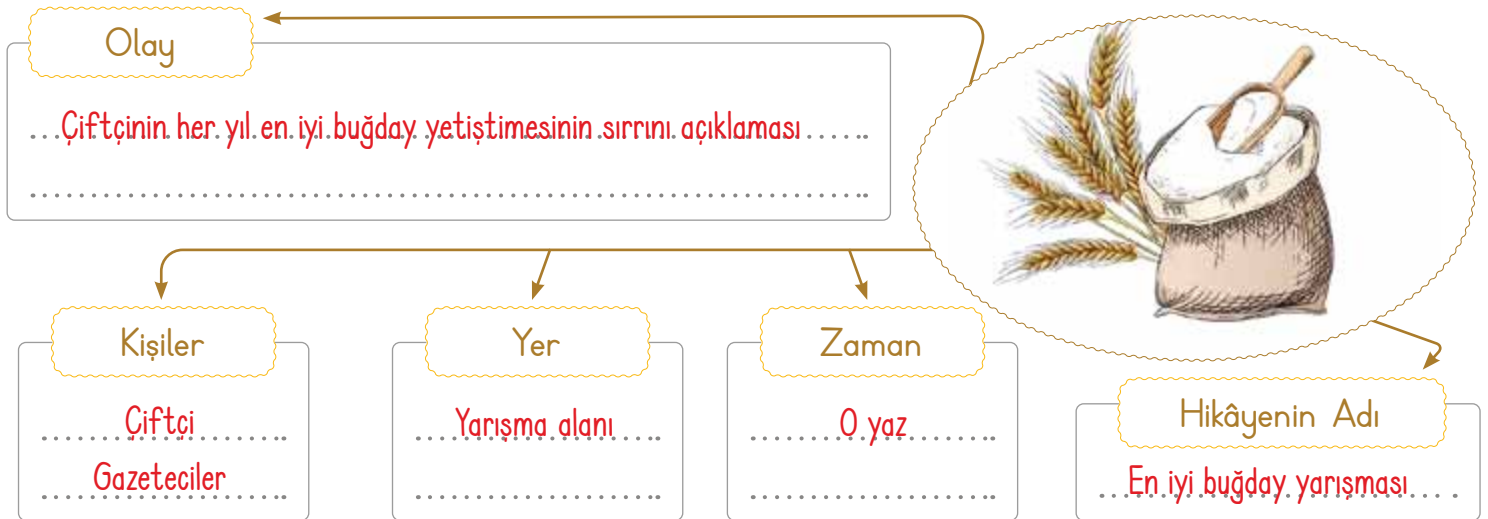 Olay
Çiftçinin her yıl en iyi buğday yetiştimesinin sırrını açıklaması
Kişiler
Çiftçi
Gazeteciler
Yer
Yarışma alanı
Zaman
O yaz
Hikâyenin Adı
En iyi buğday yarışması